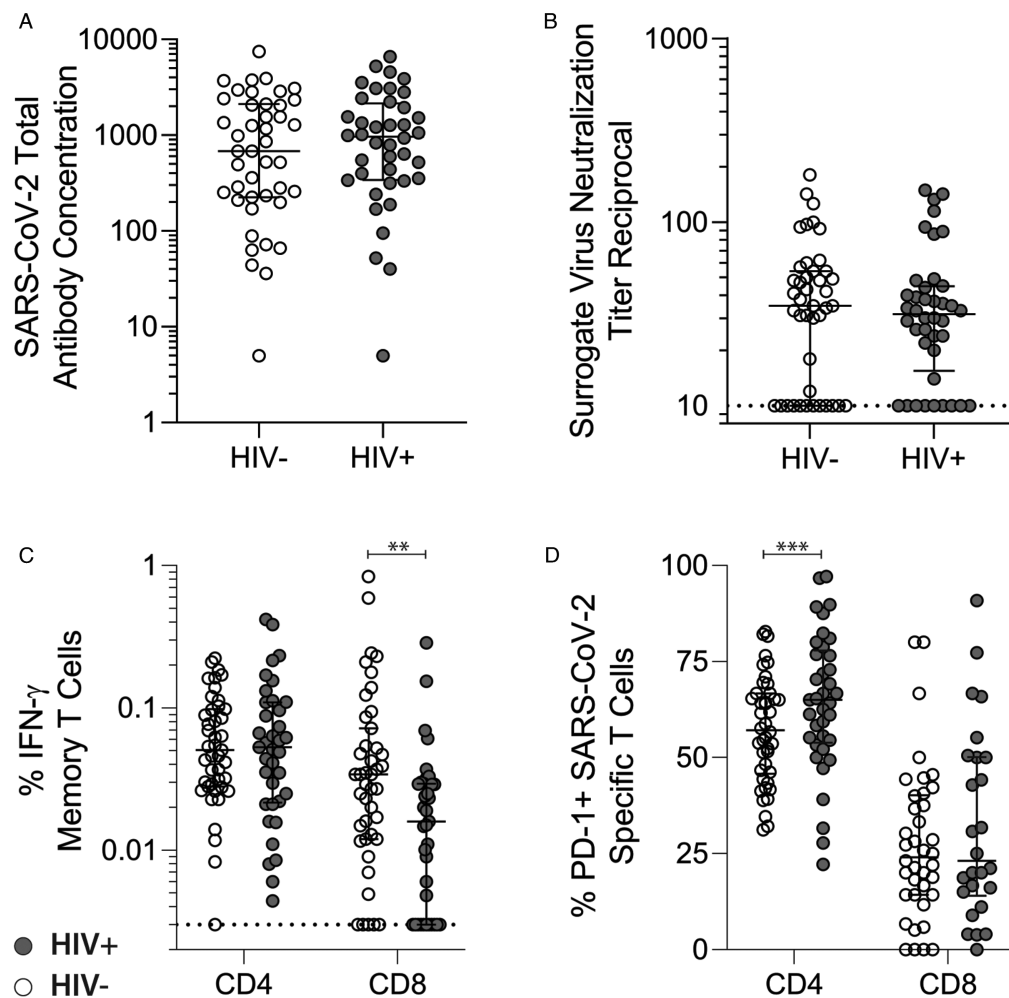 A
SARS-CoV-2 Total
Antibody Concentration
10000
1000
100
10
1
HIV-
HIV+
B
Surrogate Virus Neutralization
Titer Reciprocal
1000
100
10
HIV-
HIV+
C
% IFN-γ
Memory T Cells
1
0.1
0.01
**
CD4
CD8
HIV+
HIV-
D
% PD-1+ SARS-CoV-2
Specific T Cells
100
75
50
25
0
***
CD4
CD8